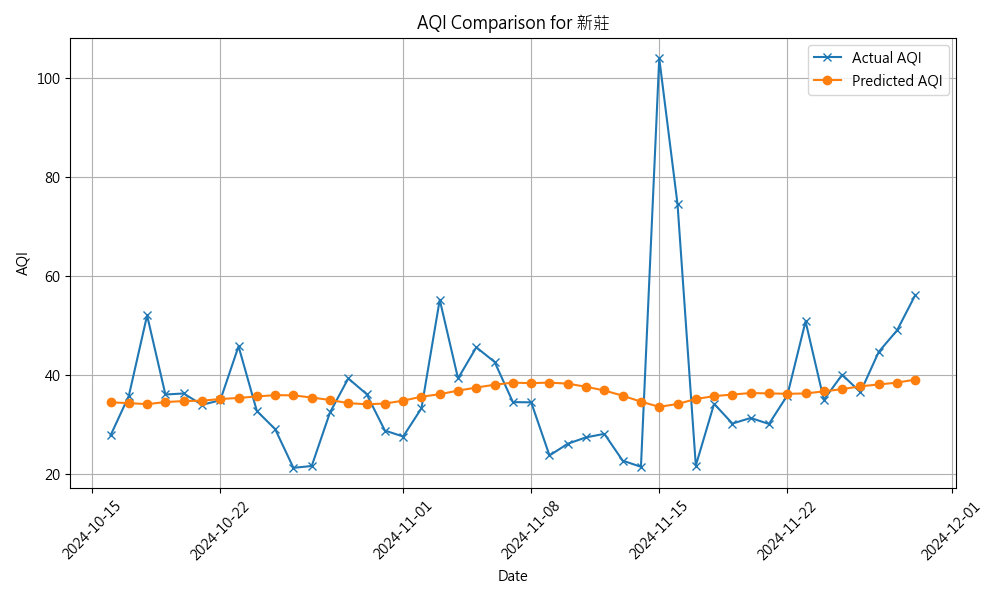 AQI Comparison for 新莊
Actual AQI
Predicted AQI
AQI
100
80
60
40
20
2024-10-15
2024-10-22
2024-11-01
2024-11-08
2024-11-15
2024-11-22
2024-12-01
Date